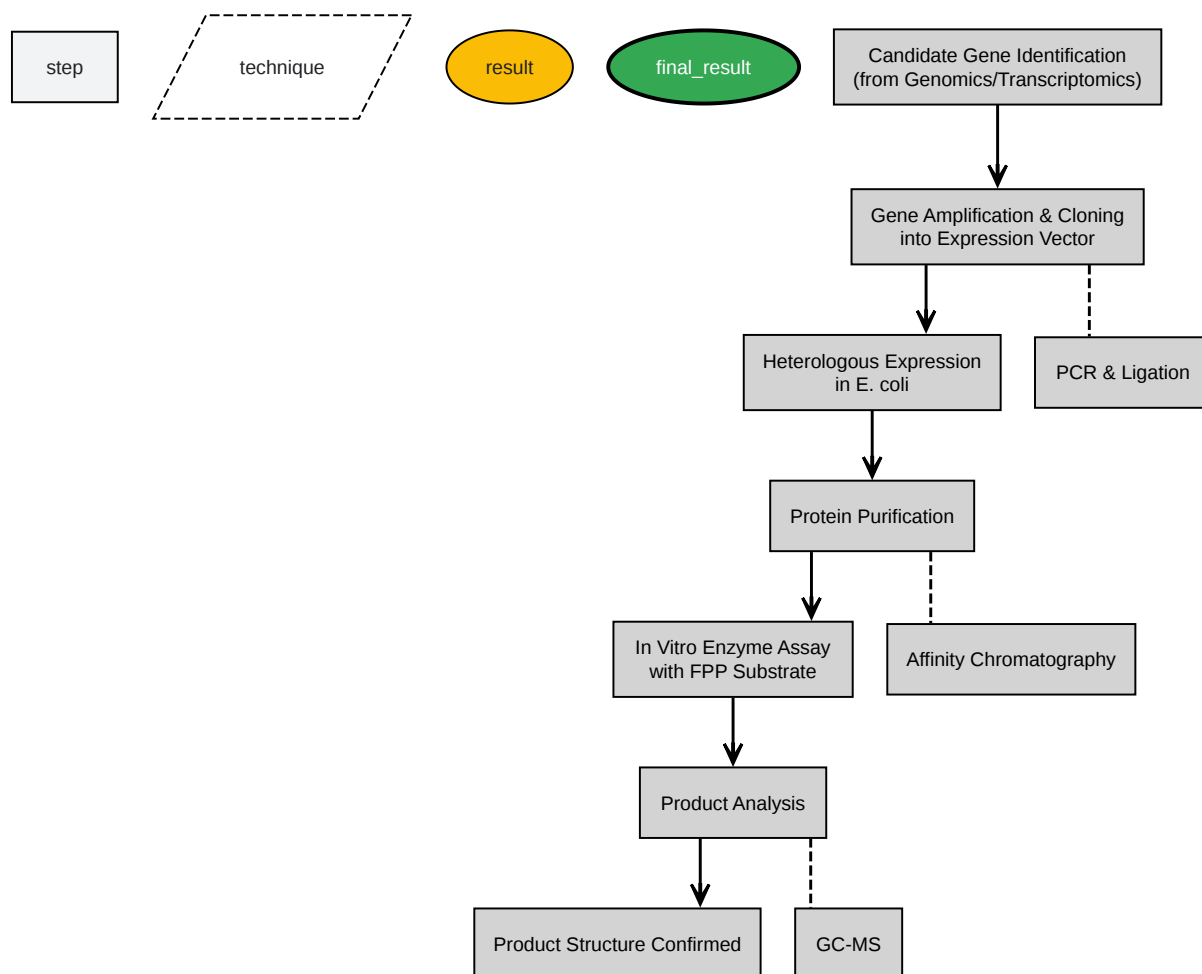 step
technique
result
final_result
Candidate Gene Identification
(from Genomics/Transcriptomics)
Gene Amplification & Cloning
into Expression Vector
Heterologous Expression
in E. coli
PCR & Ligation
Protein Purification
In Vitro Enzyme Assay
with FPP Substrate
Affinity Chromatography
Product Analysis
Product Structure Confirmed
GC-MS